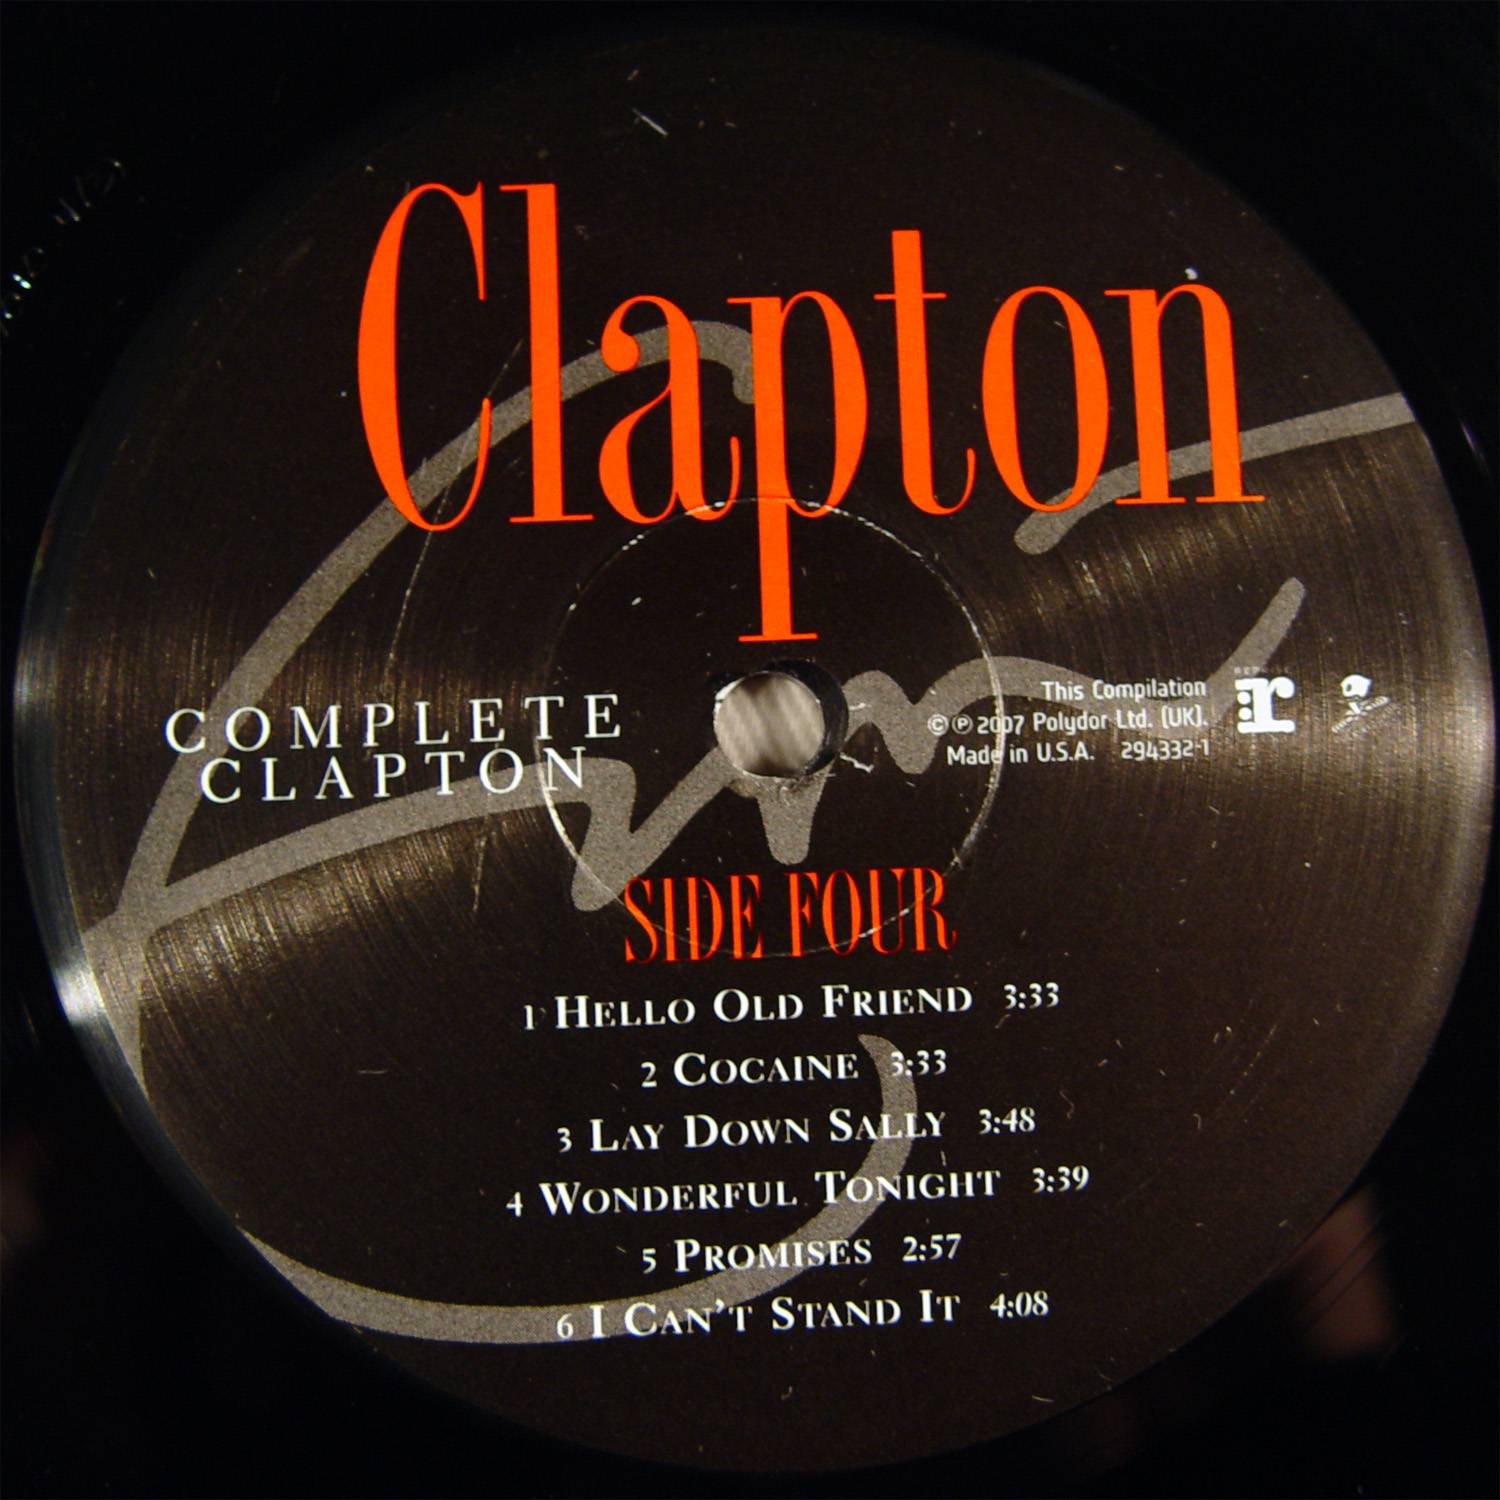 Clapton
COMPLETE
CLAPTON
This Compilation
©℗ 2007 Polydor Ltd. (UK).
Made in U.S.A. 294332-1
r
SIDE FOUR
1 HELLO OLD FRIEND 3:33
2 COCAINE 3:33
3 LAY DOWN SALLY 3:48
4 WONDERFUL TONIGHT 3:39
5 PROMISES 2:57
6 I CAN'T STAND IT 4:08